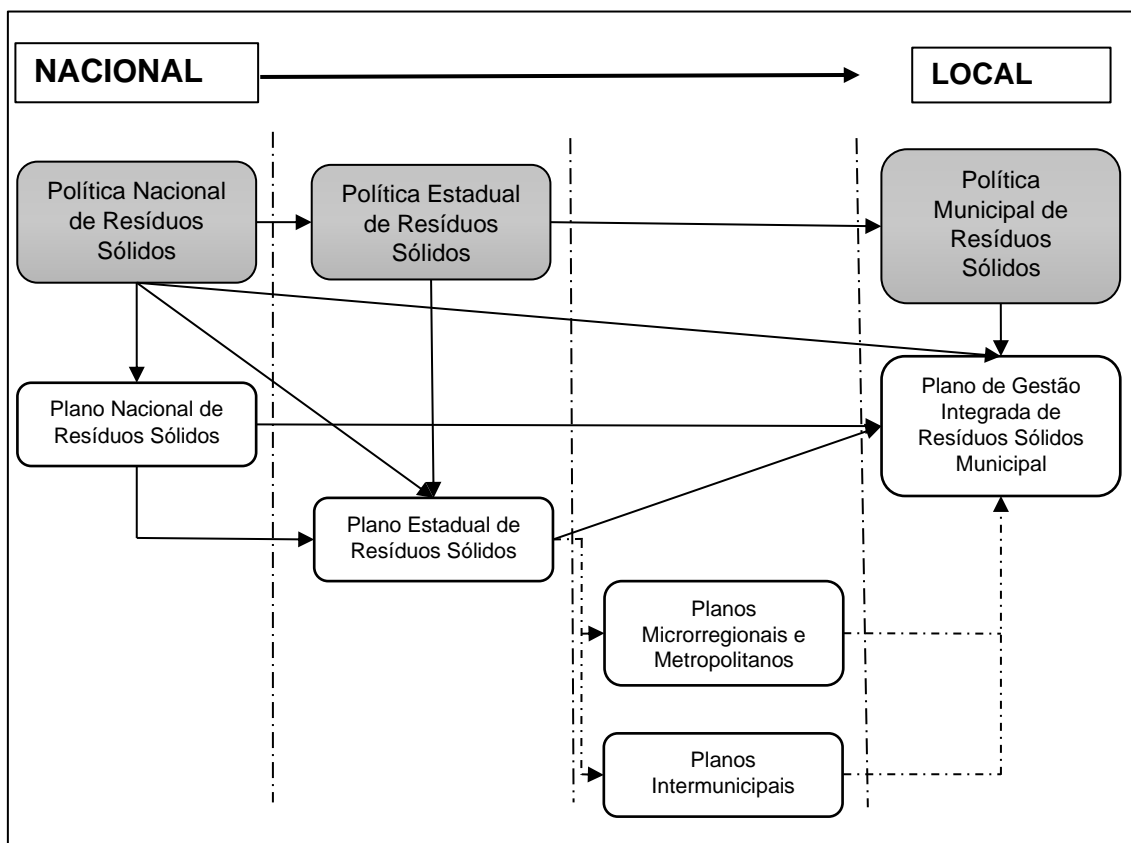 NACIONAL
LOCAL
Política Nacional
de Resíduos
Sólidos
Política Estadual
de Resíduos
Sólidos
Política
Municipal de
Resíduos
Sólidos
Plano Nacional de
Resíduos Sólidos
Plano de Gestão
Integrada de
Resíduos Sólidos
Municipal
Plano Estadual de
Resíduos Sólidos
Planos
Microrregionais e
Metropolitanos
Planos
Intermunicipais